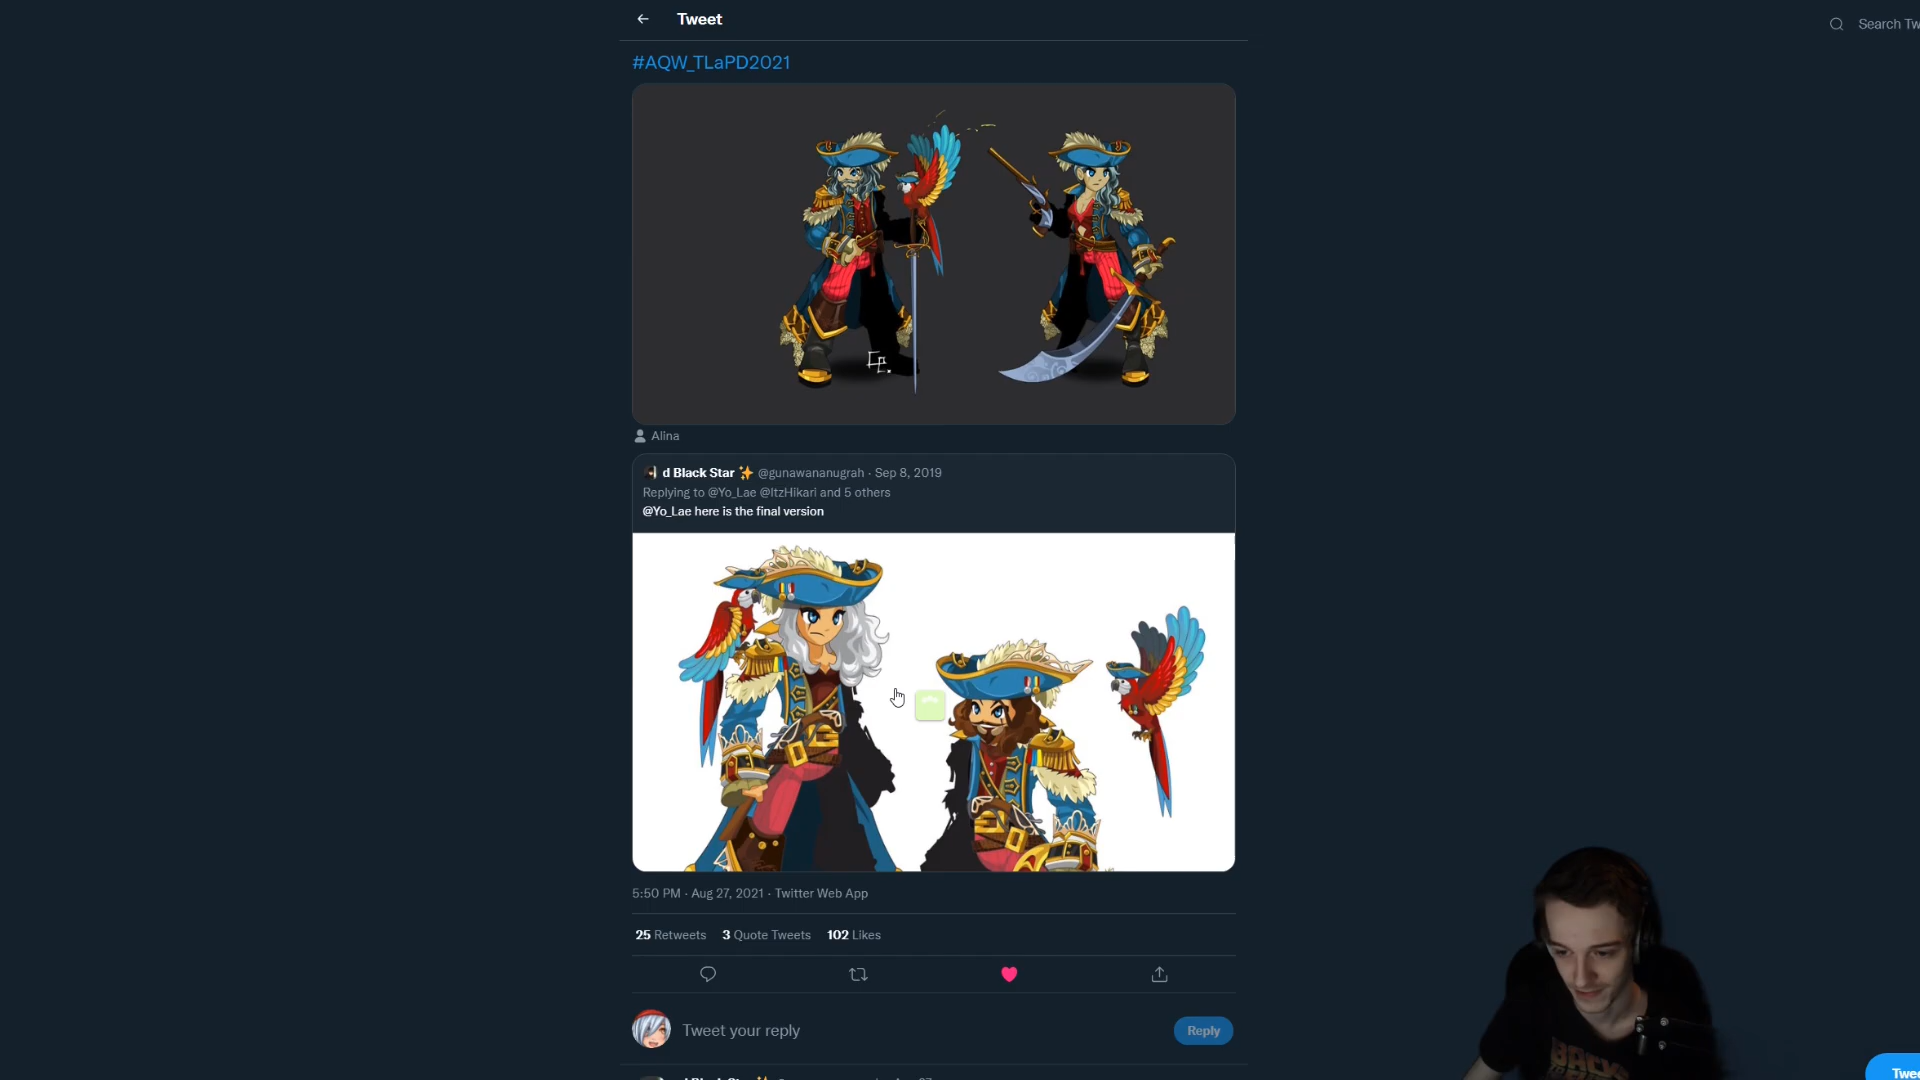 Tweet
Search Tw
#AQW_TLaPD2021
Alina
d Black Star ✨ @gunawananugrah · Sep 8, 2019
Replying to @Yo_Lae @ItzHikari and 5 others
@Yo_Lae here is the final version
5:50 PM · Aug 27, 2021 · Twitter Web App
25 Retweets 3 Quote Tweets 102 Likes
Tweet your reply
Reply
Twee